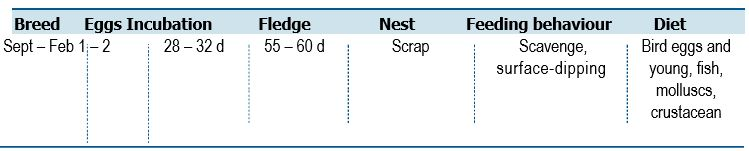 Breed Eggs Incubation Fledge Nest Feeding behaviour Diet
Sept – Feb 1 – 2 28 – 32 d 55 – 60 d Scrap Scavenge, Bird eggs and
surface-dipping young, fish,
molluscs,
crustacean